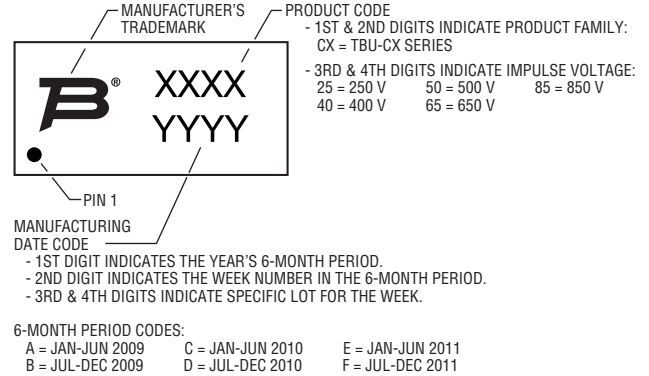 MANUFACTURER'S
TRADEMARK
PRODUCT CODE
- 1ST & 2ND DIGITS INDICATE PRODUCT FAMILY:
CX = TBU-CX SERIES
- 3RD & 4TH DIGITS INDICATE IMPULSE VOLTAGE:
25 = 250 V 50 = 500 V 85 = 850 V
40 = 400 V 65 = 650 V
B®
XXXX
YYYY
PIN 1
MANUFACTURING
DATE CODE
- 1ST DIGIT INDICATES THE YEAR'S 6-MONTH PERIOD.
- 2ND DIGIT INDICATES THE WEEK NUMBER IN THE 6-MONTH PERIOD.
- 3RD & 4TH DIGITS INDICATE SPECIFIC LOT FOR THE WEEK.
6-MONTH PERIOD CODES:
A = JAN-JUN 2009 C = JAN-JUN 2010 E = JAN-JUN 2011
B = JUL-DEC 2009 D = JUL-DEC 2010 F = JUL-DEC 2011